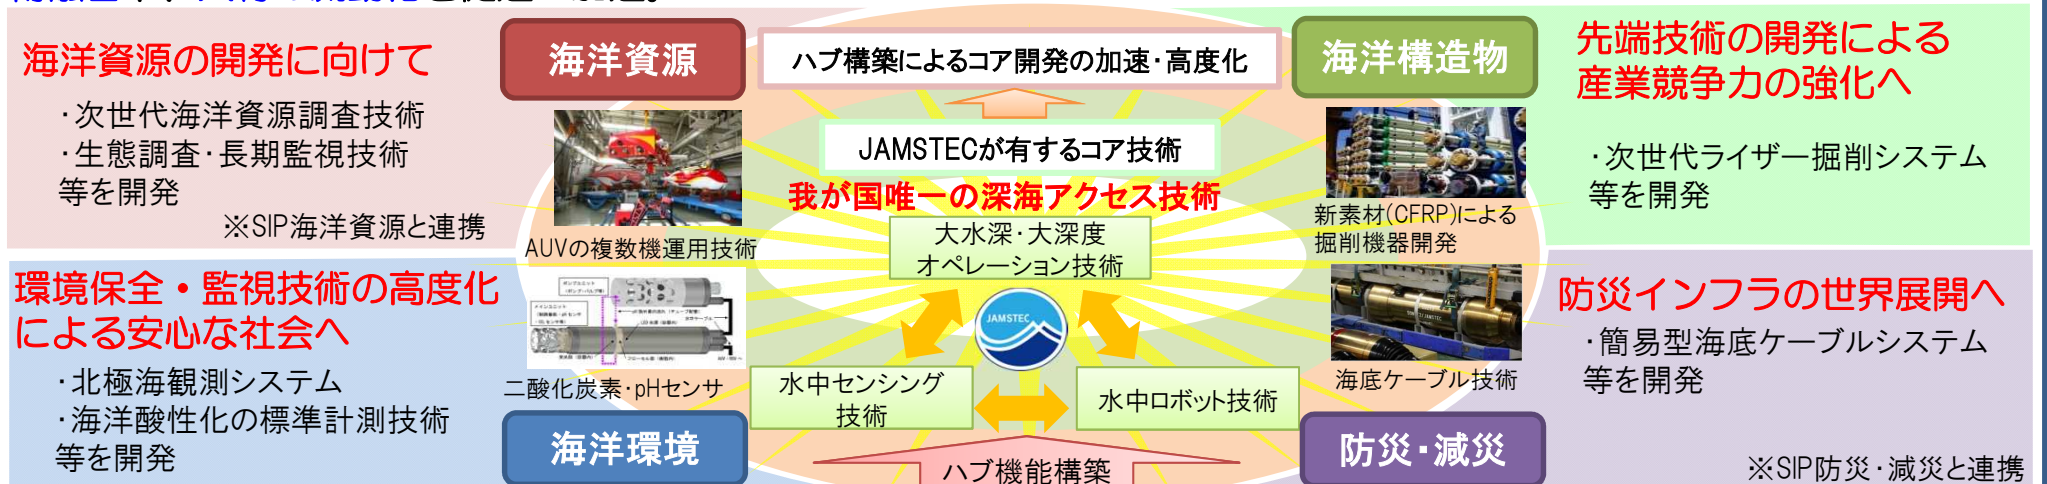 海洋資源の開発に向けて
・次世代海洋資源調査技術
・生態調査・長期監視技術
等を開発
※SIP海洋資源と連携
海洋資源
AUVの複数機運用技術
ハブ構築によるコア開発の加速・高度化
JAMSTECが有するコア技術
我が国唯一の深海アクセス技術
大水深・大深度
オペレーション技術
JAMSTEC
水中センシング
技術
水中ロボット技術
ハブ機能構築
海洋構造物
新素材(CFRP)による
掘削機器開発
先端技術の開発による
産業競争力の強化へ
・次世代ライザー掘削システム
等を開発
環境保全・監視技術の高度化
による安心な社会へ
・北極海観測システム
・海洋酸性化の標準計測技術
等を開発
二酸化炭素・pHセンサ
海洋環境
海底ケーブル技術
防災・減災
防災インフラの世界展開へ
・簡易型海底ケーブルシステム
等を開発
※SIP防災・減災と連携